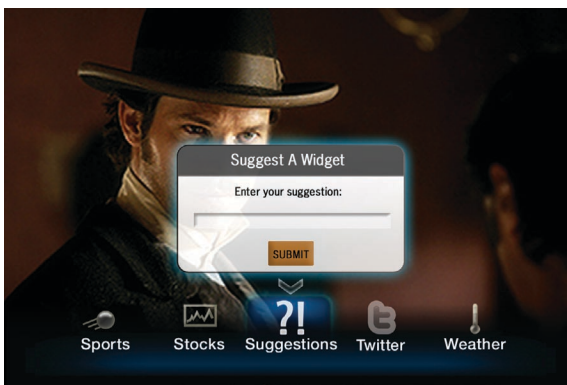 Suggest A Widget
Enter your suggestion:
SUBMIT
?!
Sports Stocks Suggestions Twitter Weather